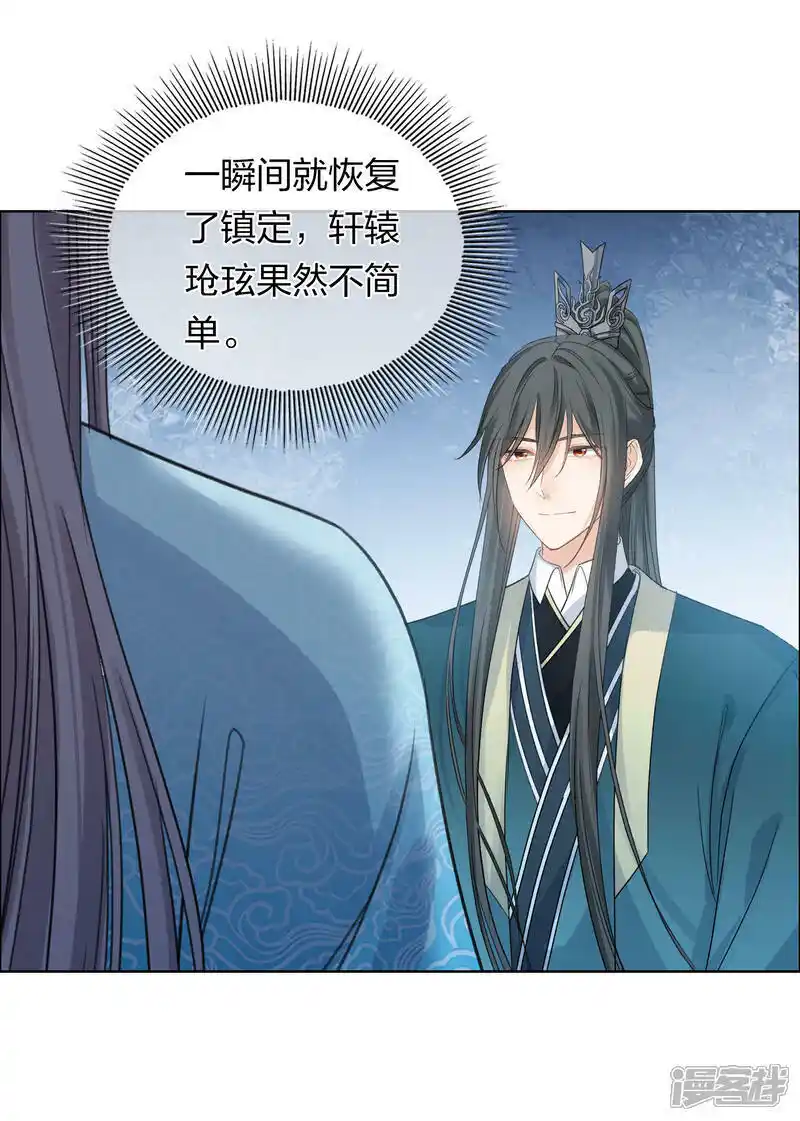 一瞬间就恢复
了镇定，轩辕
玱玹果然不简
单。
漫客栈